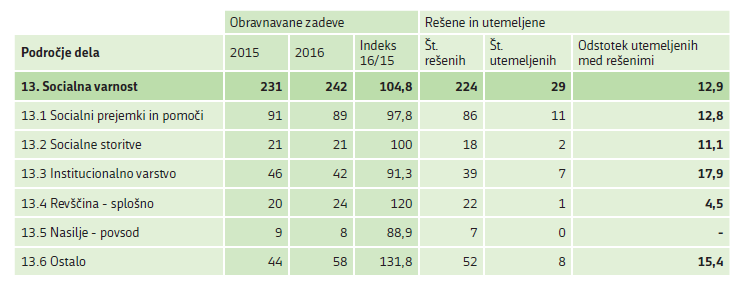 Obravnavane zadeve Rešene in utemeljene
Področje dela 2015 2016 Indeks 16/15 Št. rešenih Št. utemeljenih Odstotek utemeljenih med rešenimi
13. Socialna varnost 231 242 104,8 224 29 12,9
13.1 Socialni prejemki in pomoči 91 89 97,8 86 11 12,8
13.2 Socialne storitve 21 21 100 18 2 11,1
13.3 Institucionalno varstvo 46 42 91,3 39 7 17,9
13.4 Revščina - splošno 20 24 120 22 1 4,5
13.5 Nasilje - povsod 9 8 88,9 7 0 -
13.6 Ostalo 44 58 131,8 52 8 15,4